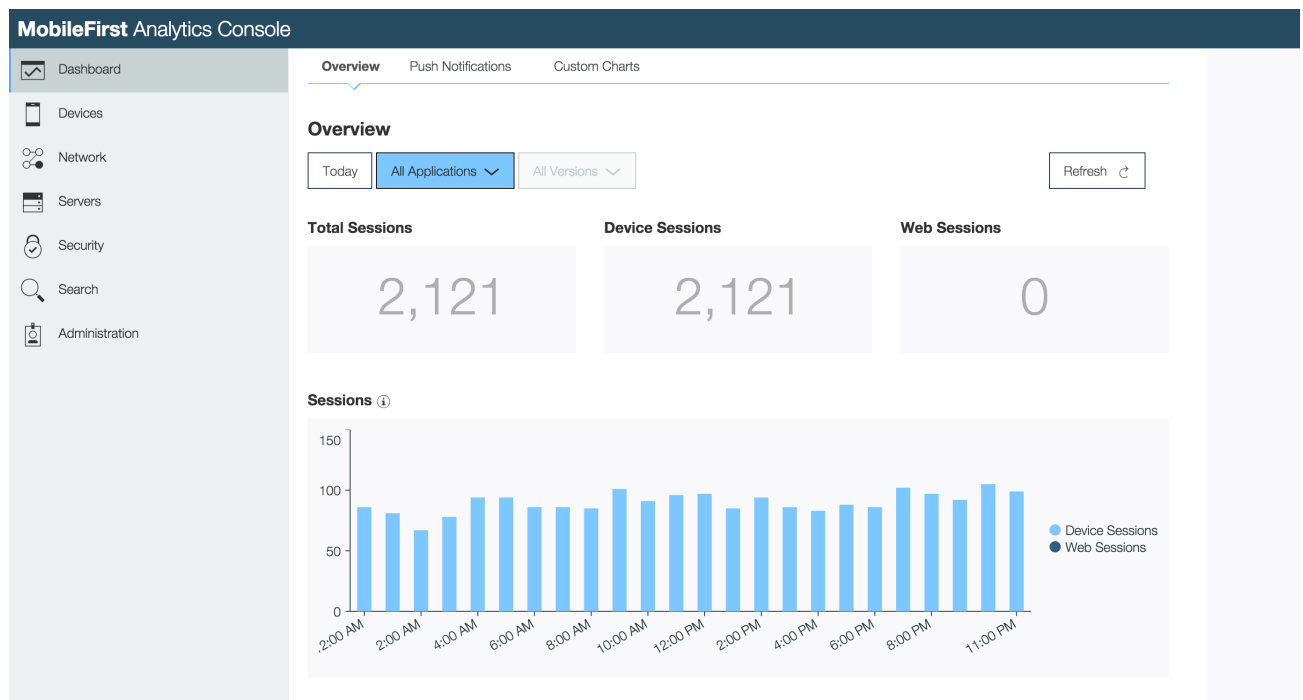 MobileFirst Analytics Console
Dashboard
Devices
Network
Servers
Security
Search
Administration
Overview Push Notifications Custom Charts
Overview
Today All Applications All Versions Refresh
Total Sessions Device Sessions Web Sessions
2,121 2,121 0
Sessions
150
100
50
0
2:00 AM 2:00 AM 4:00 AM 6:00 AM 8:00 AM 10:00 AM 12:00 PM 2:00 PM 4:00 PM 6:00 PM 8:00 PM 11:00 PM
Device Sessions
Web Sessions